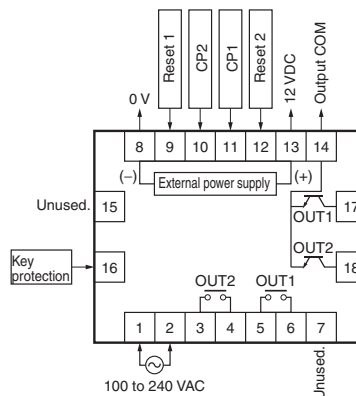 Reset 1
CP2
CP1
Reset 2
12 VDC
Output COM
0 V
8
9
10
11
12
13
14
(−)
External power supply
(+)
Unused.
15
17
OUT1
Key
protection
16
OUT2
18
OUT2
OUT1
1
2
3
4
5
6
7
100 to 240 VAC
Unused.